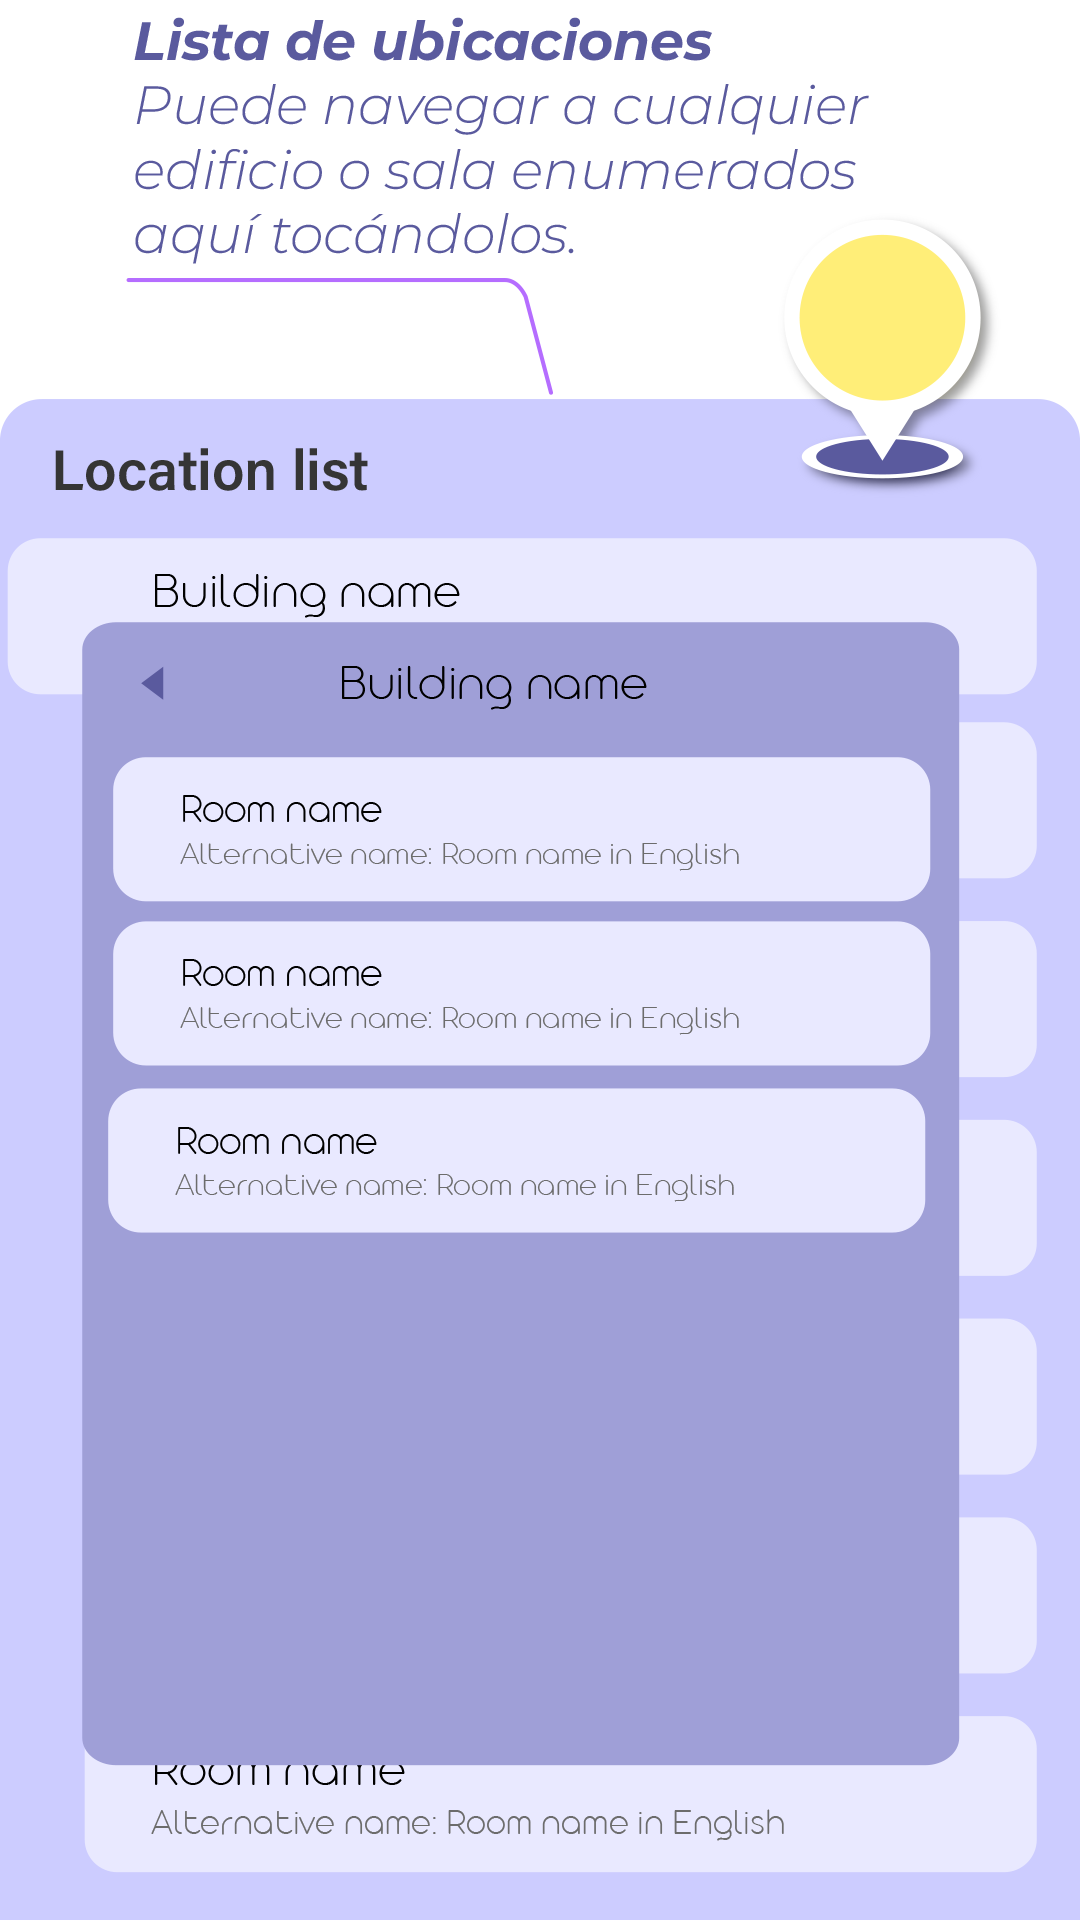 Lista de ubicaciones
Puede navegar a cualquier
edificio o sala enumerados
aquí tocándolos.
Location list
Building name
Building name
Room name
Alternative name: Room name in English
Room name
Alternative name: Room name in English
Room name
Alternative name: Room name in English
Room name
Alternative name: Room name in English